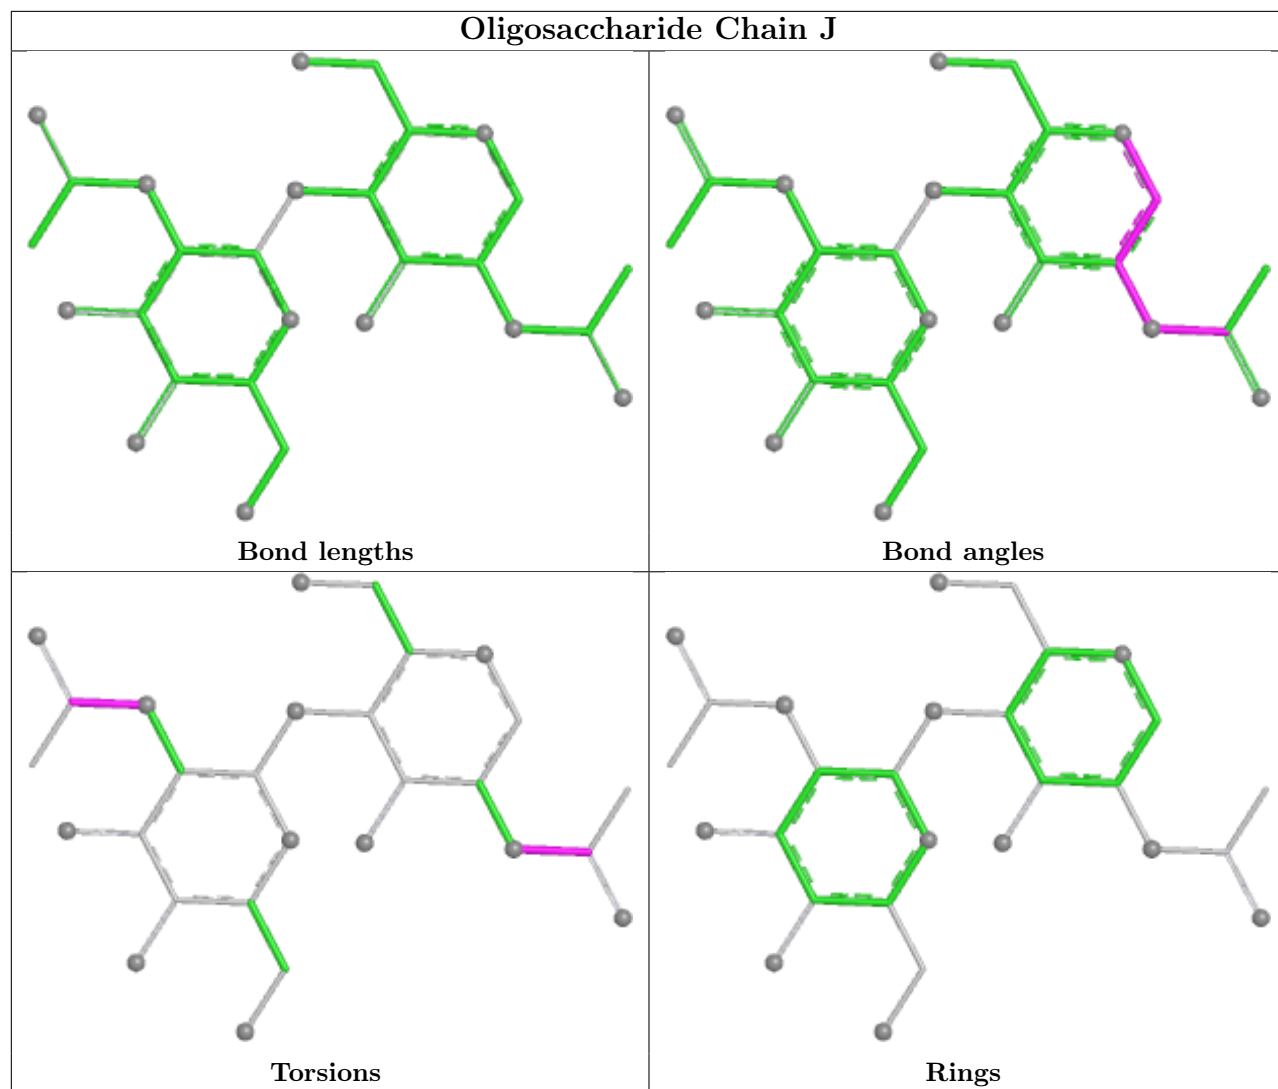 Oligosaccharide Chain J
Bond lengths
Bond angles
Torsions
Rings